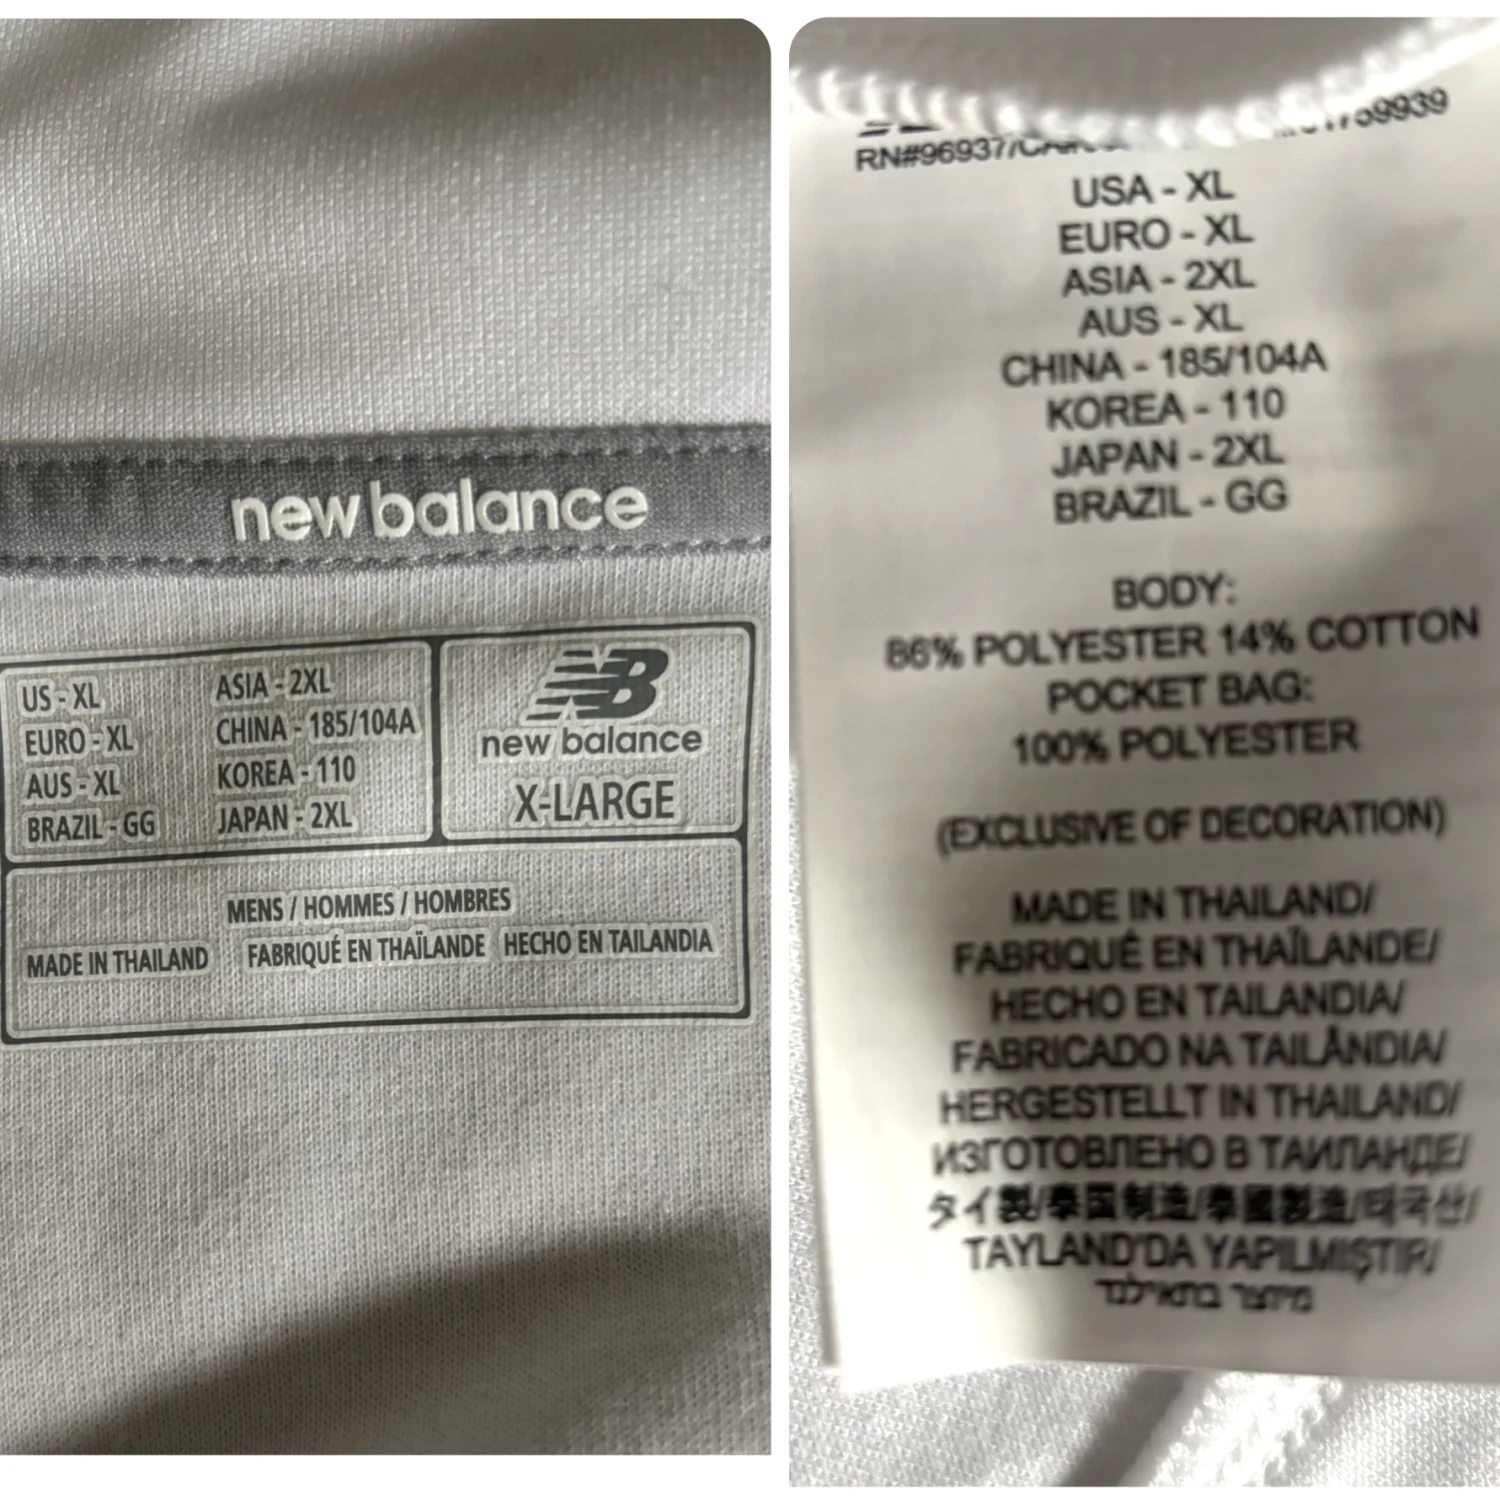 new balance
US - XL
EURO - XL
AUS - XL
BRAZIL - GG
ASIA - 2XL
CHINA - 185/104A
KOREA - 110
JAPAN - 2XL
NB
new balance
X-LARGE
MENS / HOMMES / HOMBRES
MADE IN THAILAND FABRIQUÉ EN THAÏLANDE HECHO EN TAILANDIA
RN#96937/
USA - XL
EURO - XL
ASIA - 2XL
AUS - XL
CHINA - 185/104A
KOREA - 110
JAPAN - 2XL
BRAZIL - GG
BODY:
86% POLYESTER 14% COTTON
POCKET BAG:
100% POLYESTER
(EXCLUSIVE OF DECORATION)
MADE IN THAILAND/
FABRIQUÉ EN THAÏLANDE/
HECHO EN TAILANDIA/
FABRICADO NA TAILÂNDIA/
HERGESTELLT IN THAILAND/
ИЗГОТОВЛЕНО В ТАИЛАНДЕ/
タイ製/泰国制造/泰國製造/태국산/
TAYLAND'DA YAPILMIŞTIR/
מיוצר בתאילנד